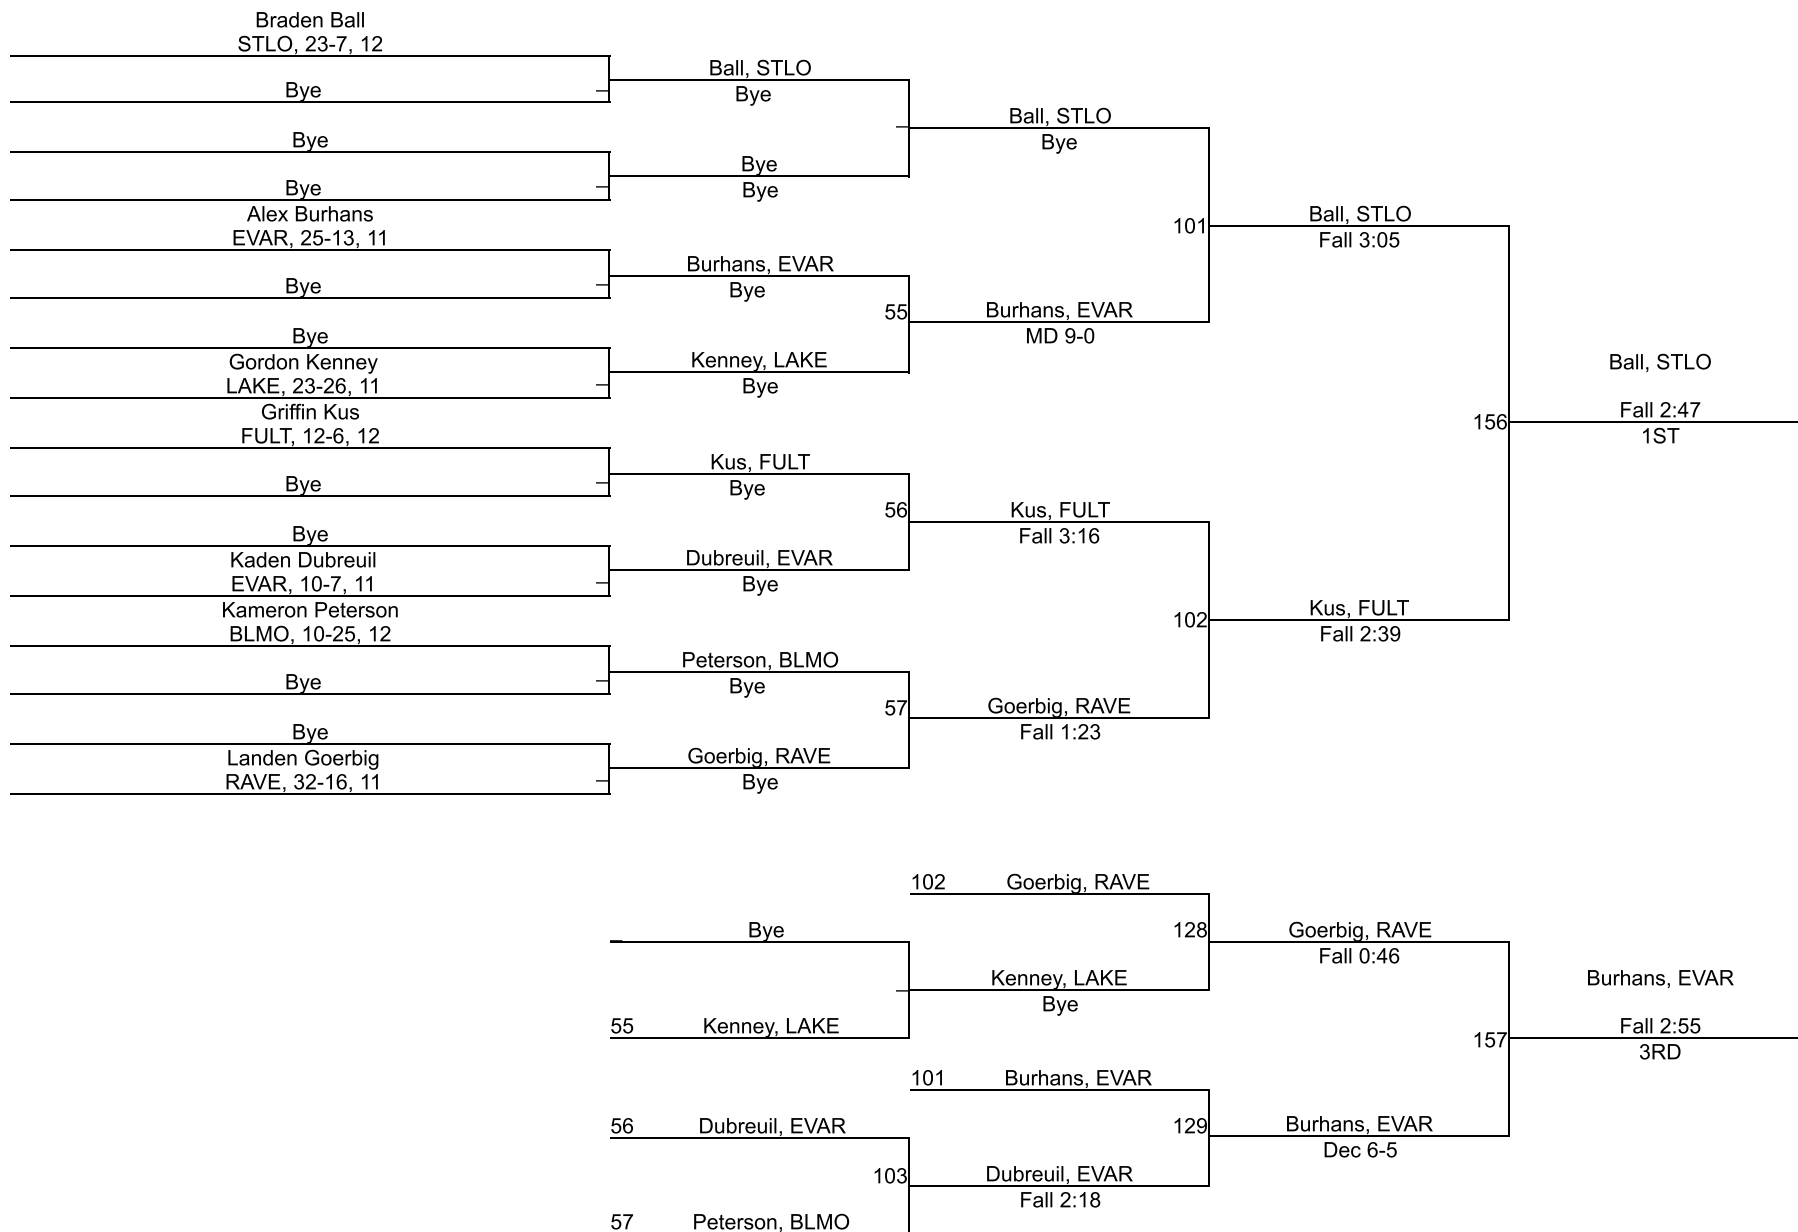 Braden Ball
STLO, 23-7, 12
Bye
Bye
Bye
Alex Burhans
EVAR, 25-13, 11
Bye
Bye
Gordon Kenney
LAKE, 23-26, 11
Griffin Kus
FULT, 12-6, 12
Bye
Bye
Kaden Dubreuil
EVAR, 10-7, 11
Kameron Peterson
BLMO, 10-25, 12
Bye
Bye
Landen Goerbig
RAVE, 32-16, 11
Ball, STLO
Bye
Bye
Bye
Burhans, EVAR
Bye
55
Kenney, LAKE
Bye
Kus, FULT
Bye
56
Dubreuil, EVAR
Bye
Peterson, BLMO
Bye
57
Goerbig, RAVE
Bye
Ball, STLO
Bye
101
Burhans, EVAR
MD 9-0
Kus, FULT
Fall 3:16
102
Goerbig, RAVE
Fall 1:23
Ball, STLO
Fall 3:05
156
Kus, FULT
Fall 2:39
Ball, STLO
Fall 2:47
1ST
102 Goerbig, RAVE
Bye
128
Kenney, LAKE
Bye
55 Kenney, LAKE
101 Burhans, EVAR
56 Dubreuil, EVAR
129
103
Dubreuil, EVAR
Fall 2:18
57 Peterson, BLMO
Goerbig, RAVE
Fall 0:46
157
Burhans, EVAR
Dec 6-5
Burhans, EVAR
Fall 2:55
3RD